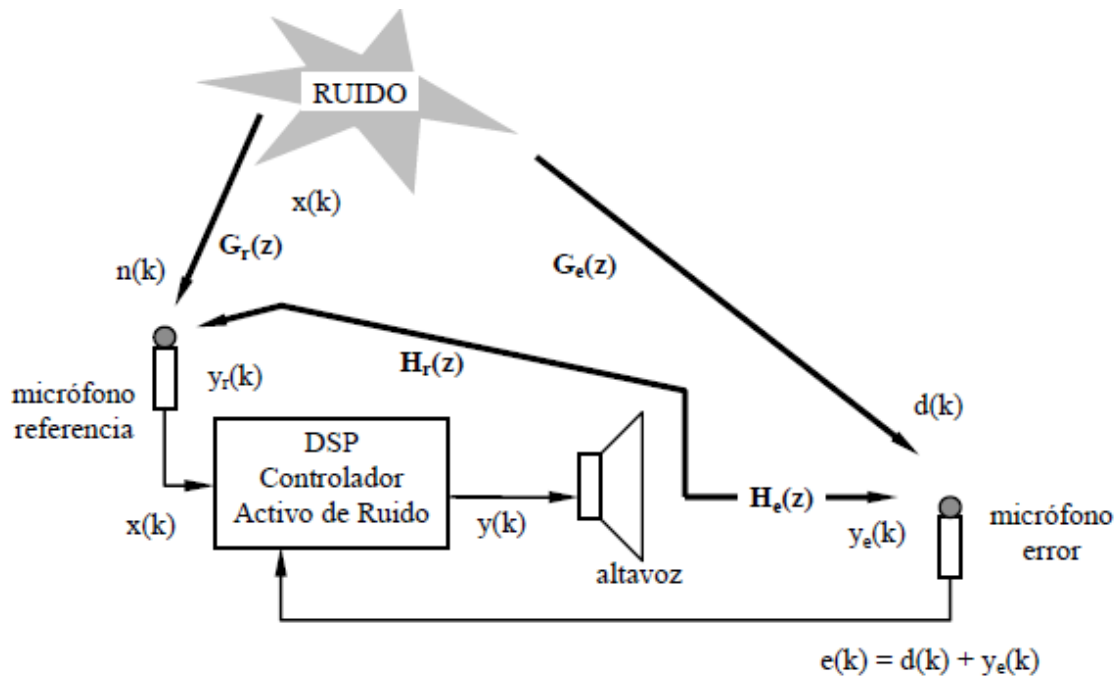 RUIDO
x(k)
Gr(z)
Ge(z)
n(k)
Hr(z)
yr(k)
d(k)
micrófono
referencia
DSP
Controlador
Activo de Ruido
x(k)
y(k)
altavoz
He(z)
ye(k)
micrófono
error
e(k) = d(k) + ye(k)